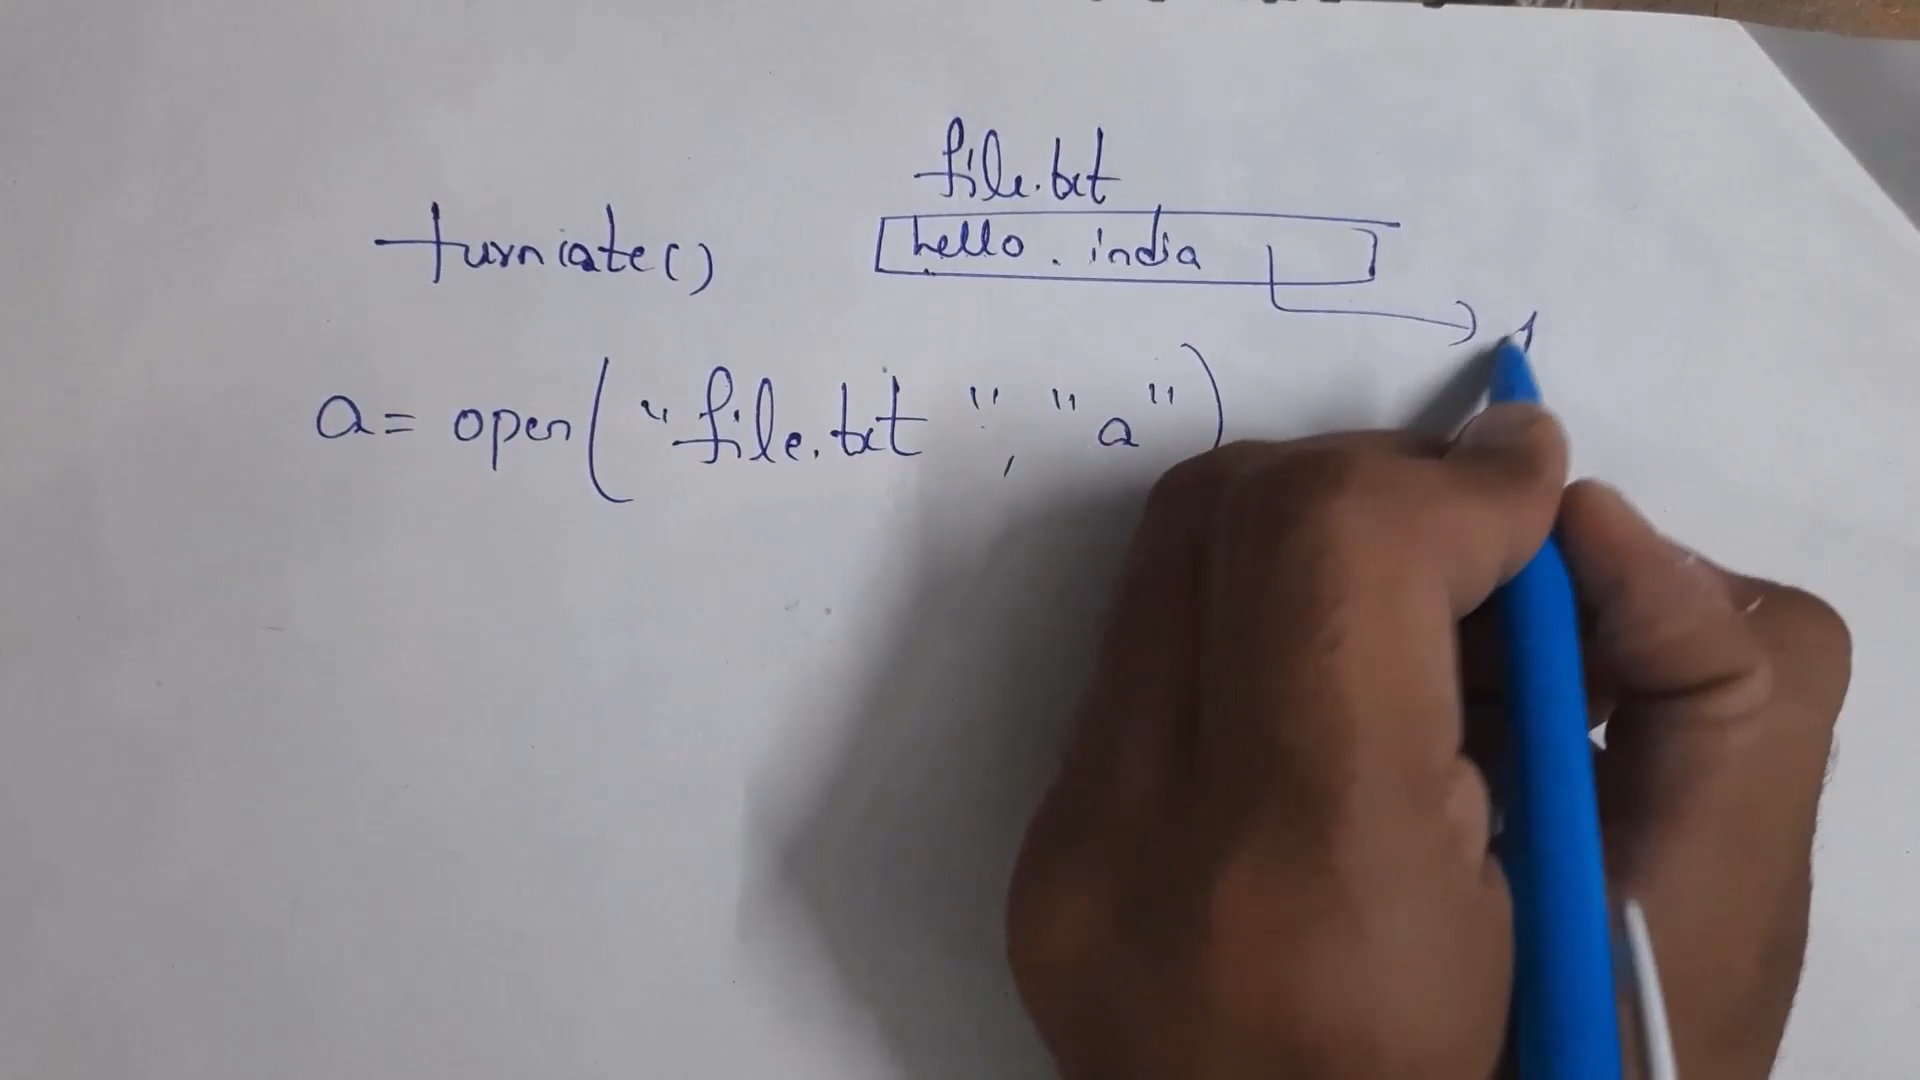 file.txt
turncate()
hello . india
a= open("file.txt", "a")